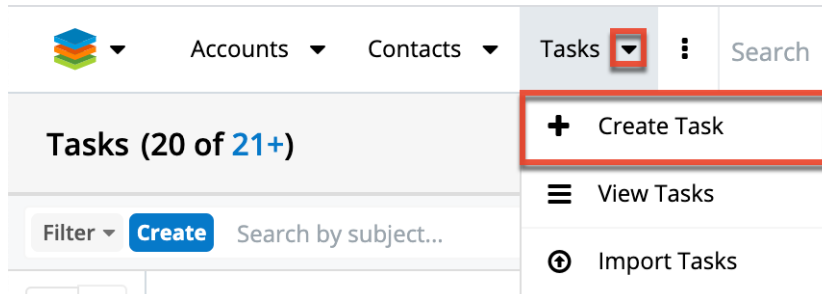 Accounts Contacts Tasks Search
Create Task
Tasks (20 of 21+)
View Tasks
Filter Create Search by subject...
Import Tasks